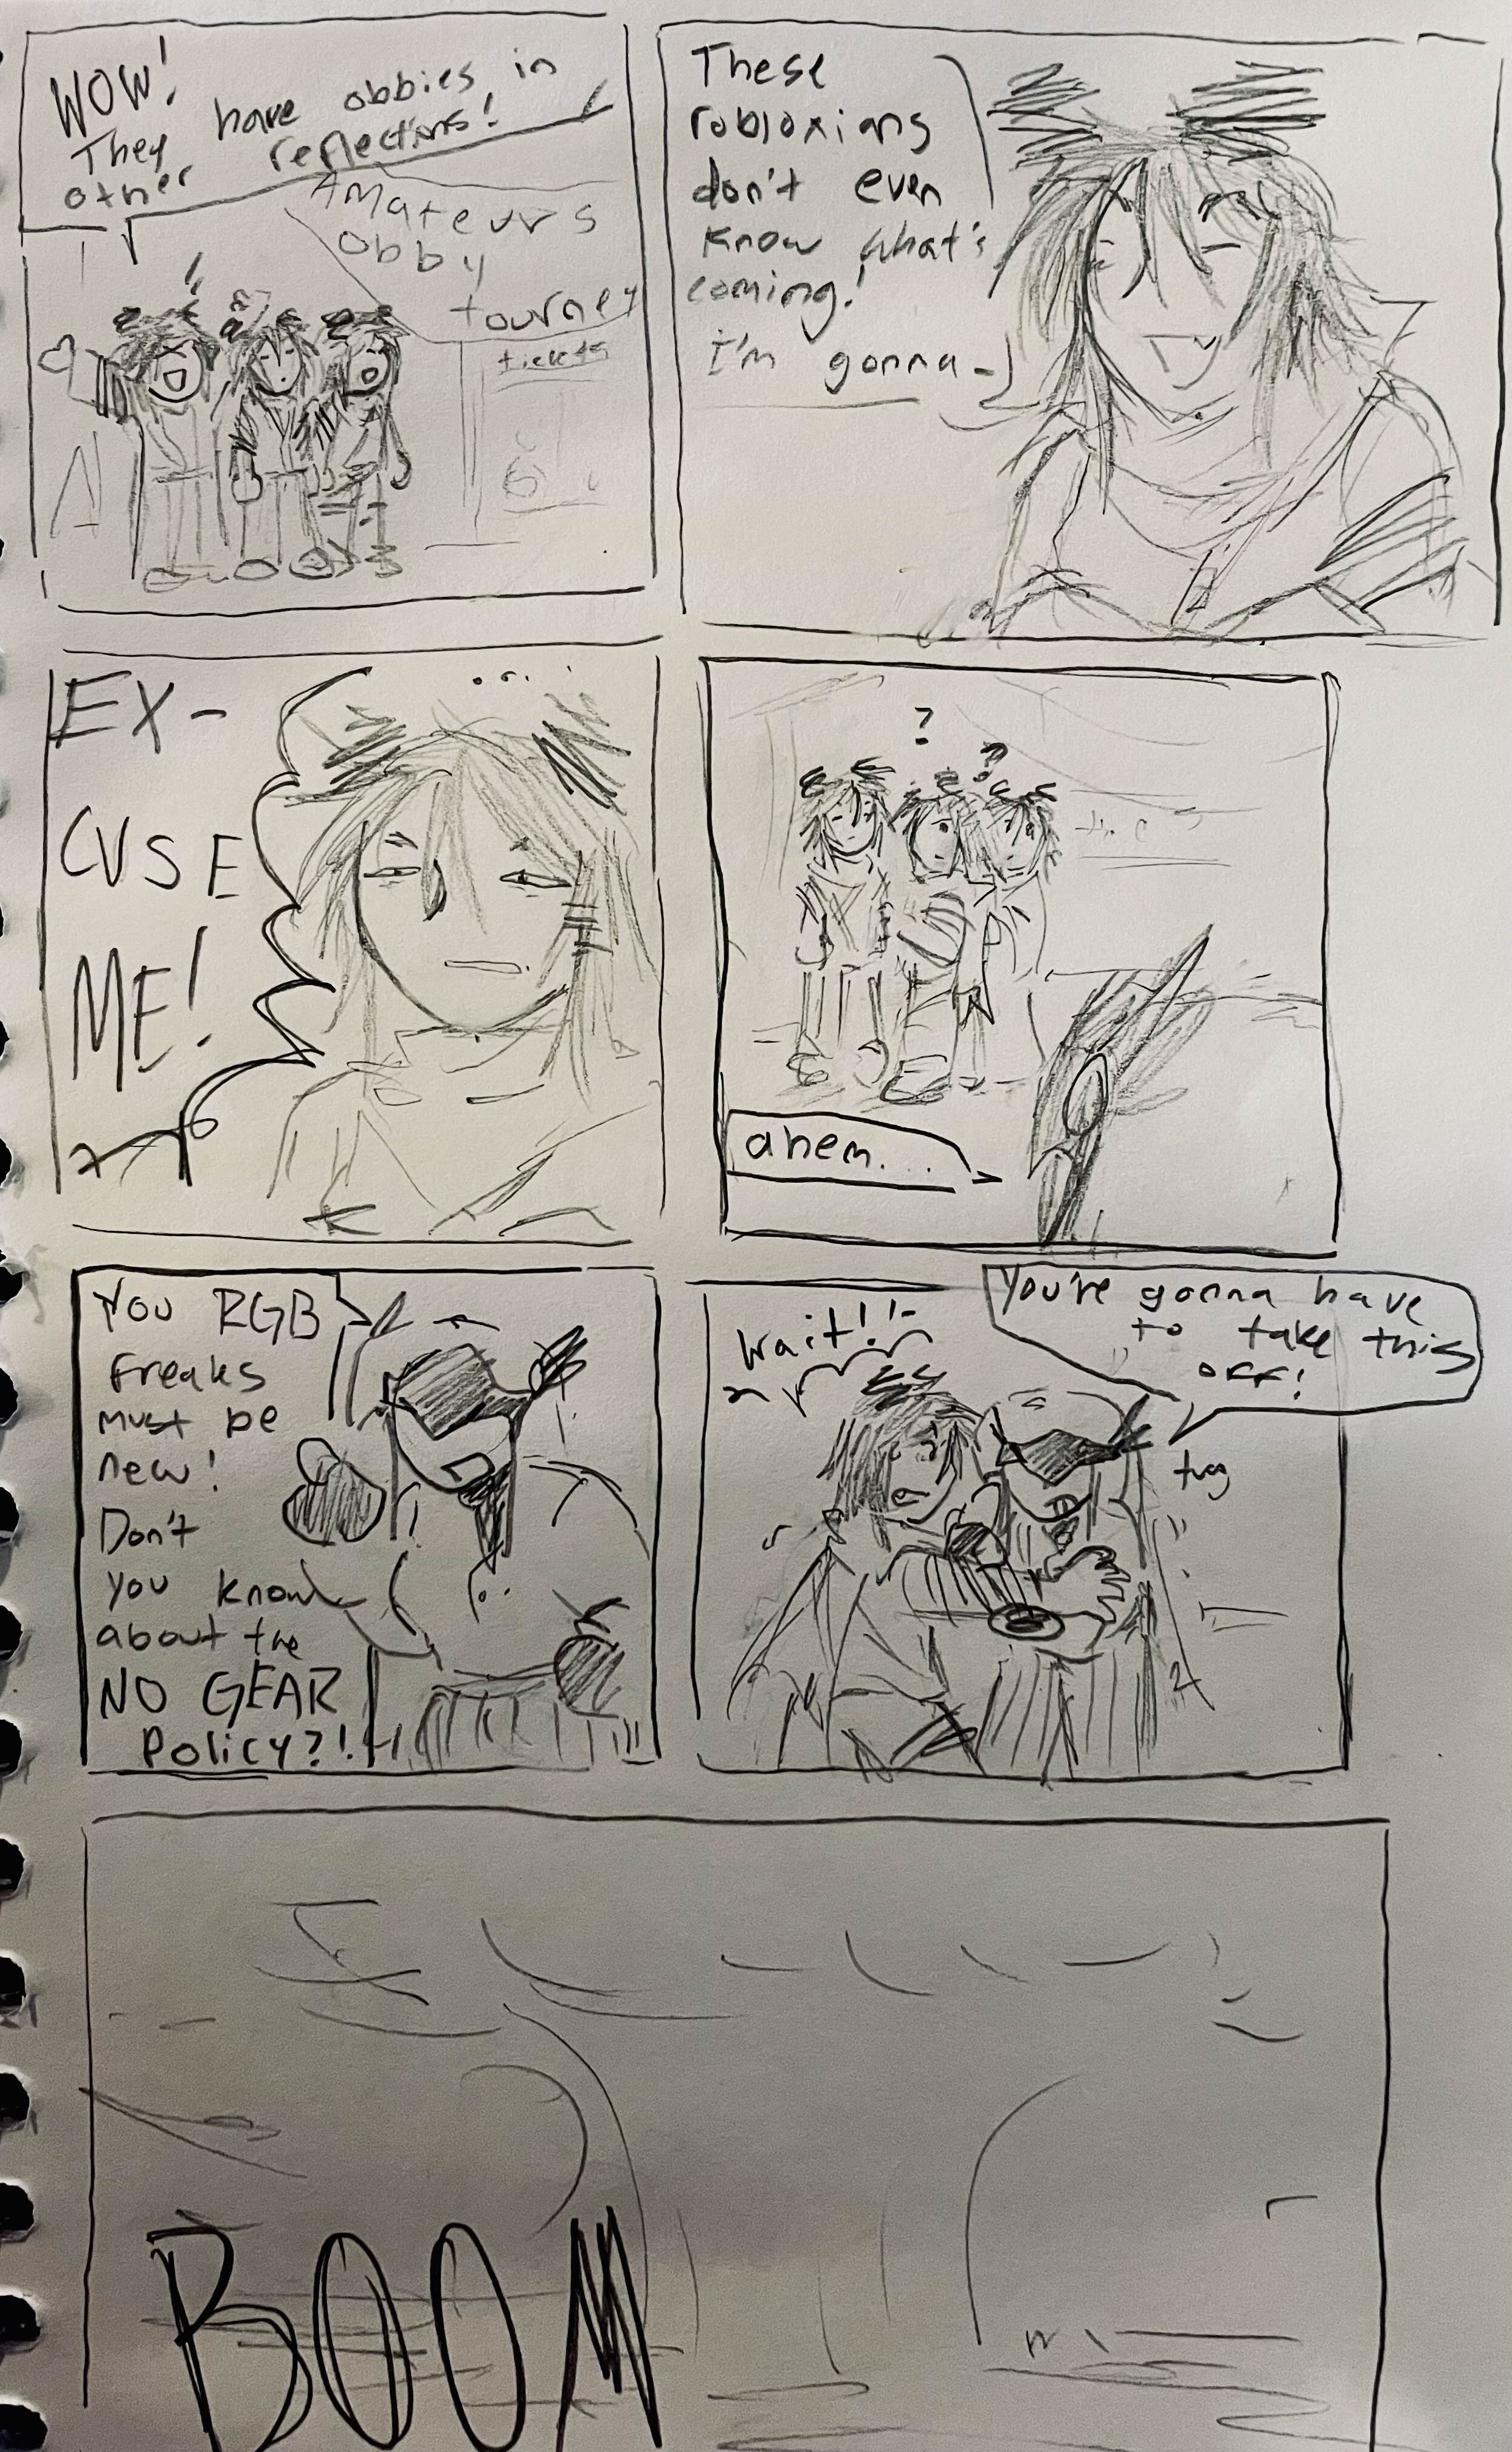 WOW!
They have obbies in
other reflections!
Amateurs
Obby
tourney
tickets
These
robloxians
don't even
know what's
coming!
I'm gonna-
EX-
CUSE
ME!
?
?
ahem...
You RGB
freaks
must be
new!
Don't
you know
about the
NO GEAR
Policy?!
Wait!!
You're gonna have
to take this
off!
tug
BOOM